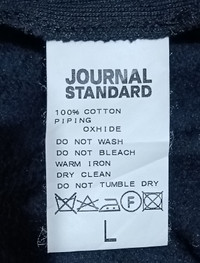 JOURNAL
STANDARD
100% COTTON
PIPING
OXHIDE
DO NOT WASH
DO NOT BLEACH
WARM IRON
DRY CLEAN
DO NOT TUMBLE DRY
F
L